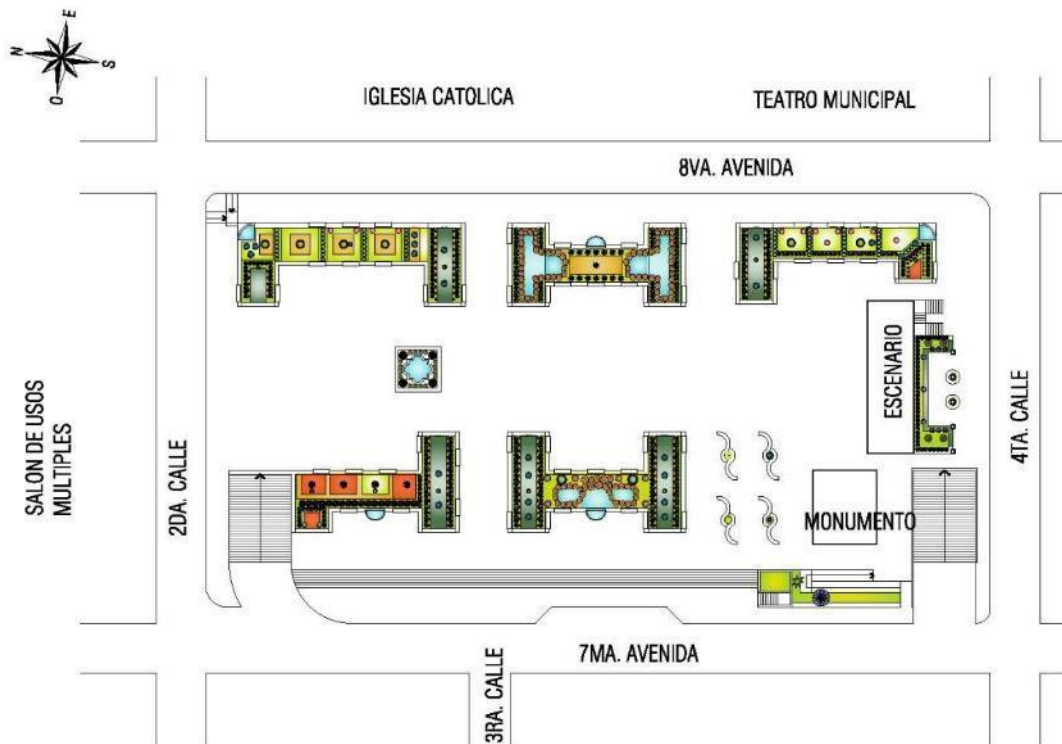 E
N
S
O
IGLESIA CATOLICA
TEATRO MUNICIPAL
8VA. AVENIDA
SALON DE USOS
MULTIPLES
2DA. CALLE
ESCENARIO
4TA. CALLE
MONUMENTO
7MA. AVENIDA
3RA. CALLE